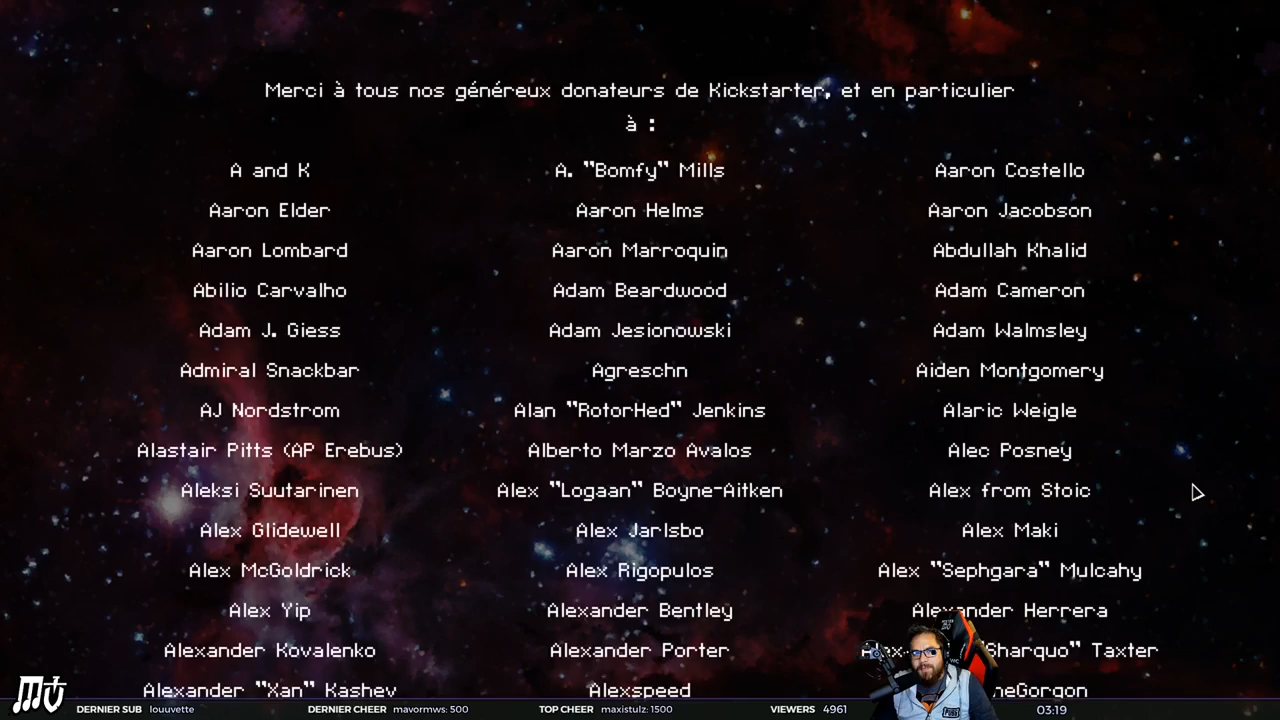 Merci à tous nos généreux donateurs de Kickstarter, et en particulier
à :
A and K A. "Bomfy" Mills Aaron Costello
Aaron Elder Aaron Helms Aaron Jacobson
Aaron Lombard Aaron Marroquin Abdullah Khalid
Abilio Carvalho Adam Beardwood Adam Cameron
Adam J. Giess Adam Jesionowski Adam Walmsley
Admiral Snackbar Agreschn Aiden Montgomery
AJ Nordstrom Alan "RotorHed" Jenkins Alaric Weigle
Alastair Pitts (AP Erebus) Alberto Marzo Avalos Alec Posney
Aleksi Suutarinen Alex "Logaan" Boyne-Aitken Alex from Stoic
Alex Glidewell Alex Jarlsbo Alex Maki
Alex McGoldrick Alex Rigopulos Alex "Sephgara" Mulcahy
Alex Yip Alexander Bentley Alexander Herrera
Alexander Kovalenko Alexander Porter "Sharquo" Taxter
Alexander "Xan" Kashev Alexspeed
DERNIER SUB louuvette DERNIER CHEER mavormws: 500 TOP CHEER maxistulz: 1500 VIEWERS 4961 03:19